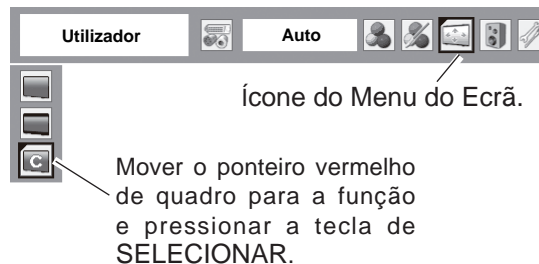 Utilizador Auto
Ícone do Menu do Ecrã.
C
Mover o ponteiro vermelho
de quadro para a função
e pressionar a tecla de
SELECIONAR.